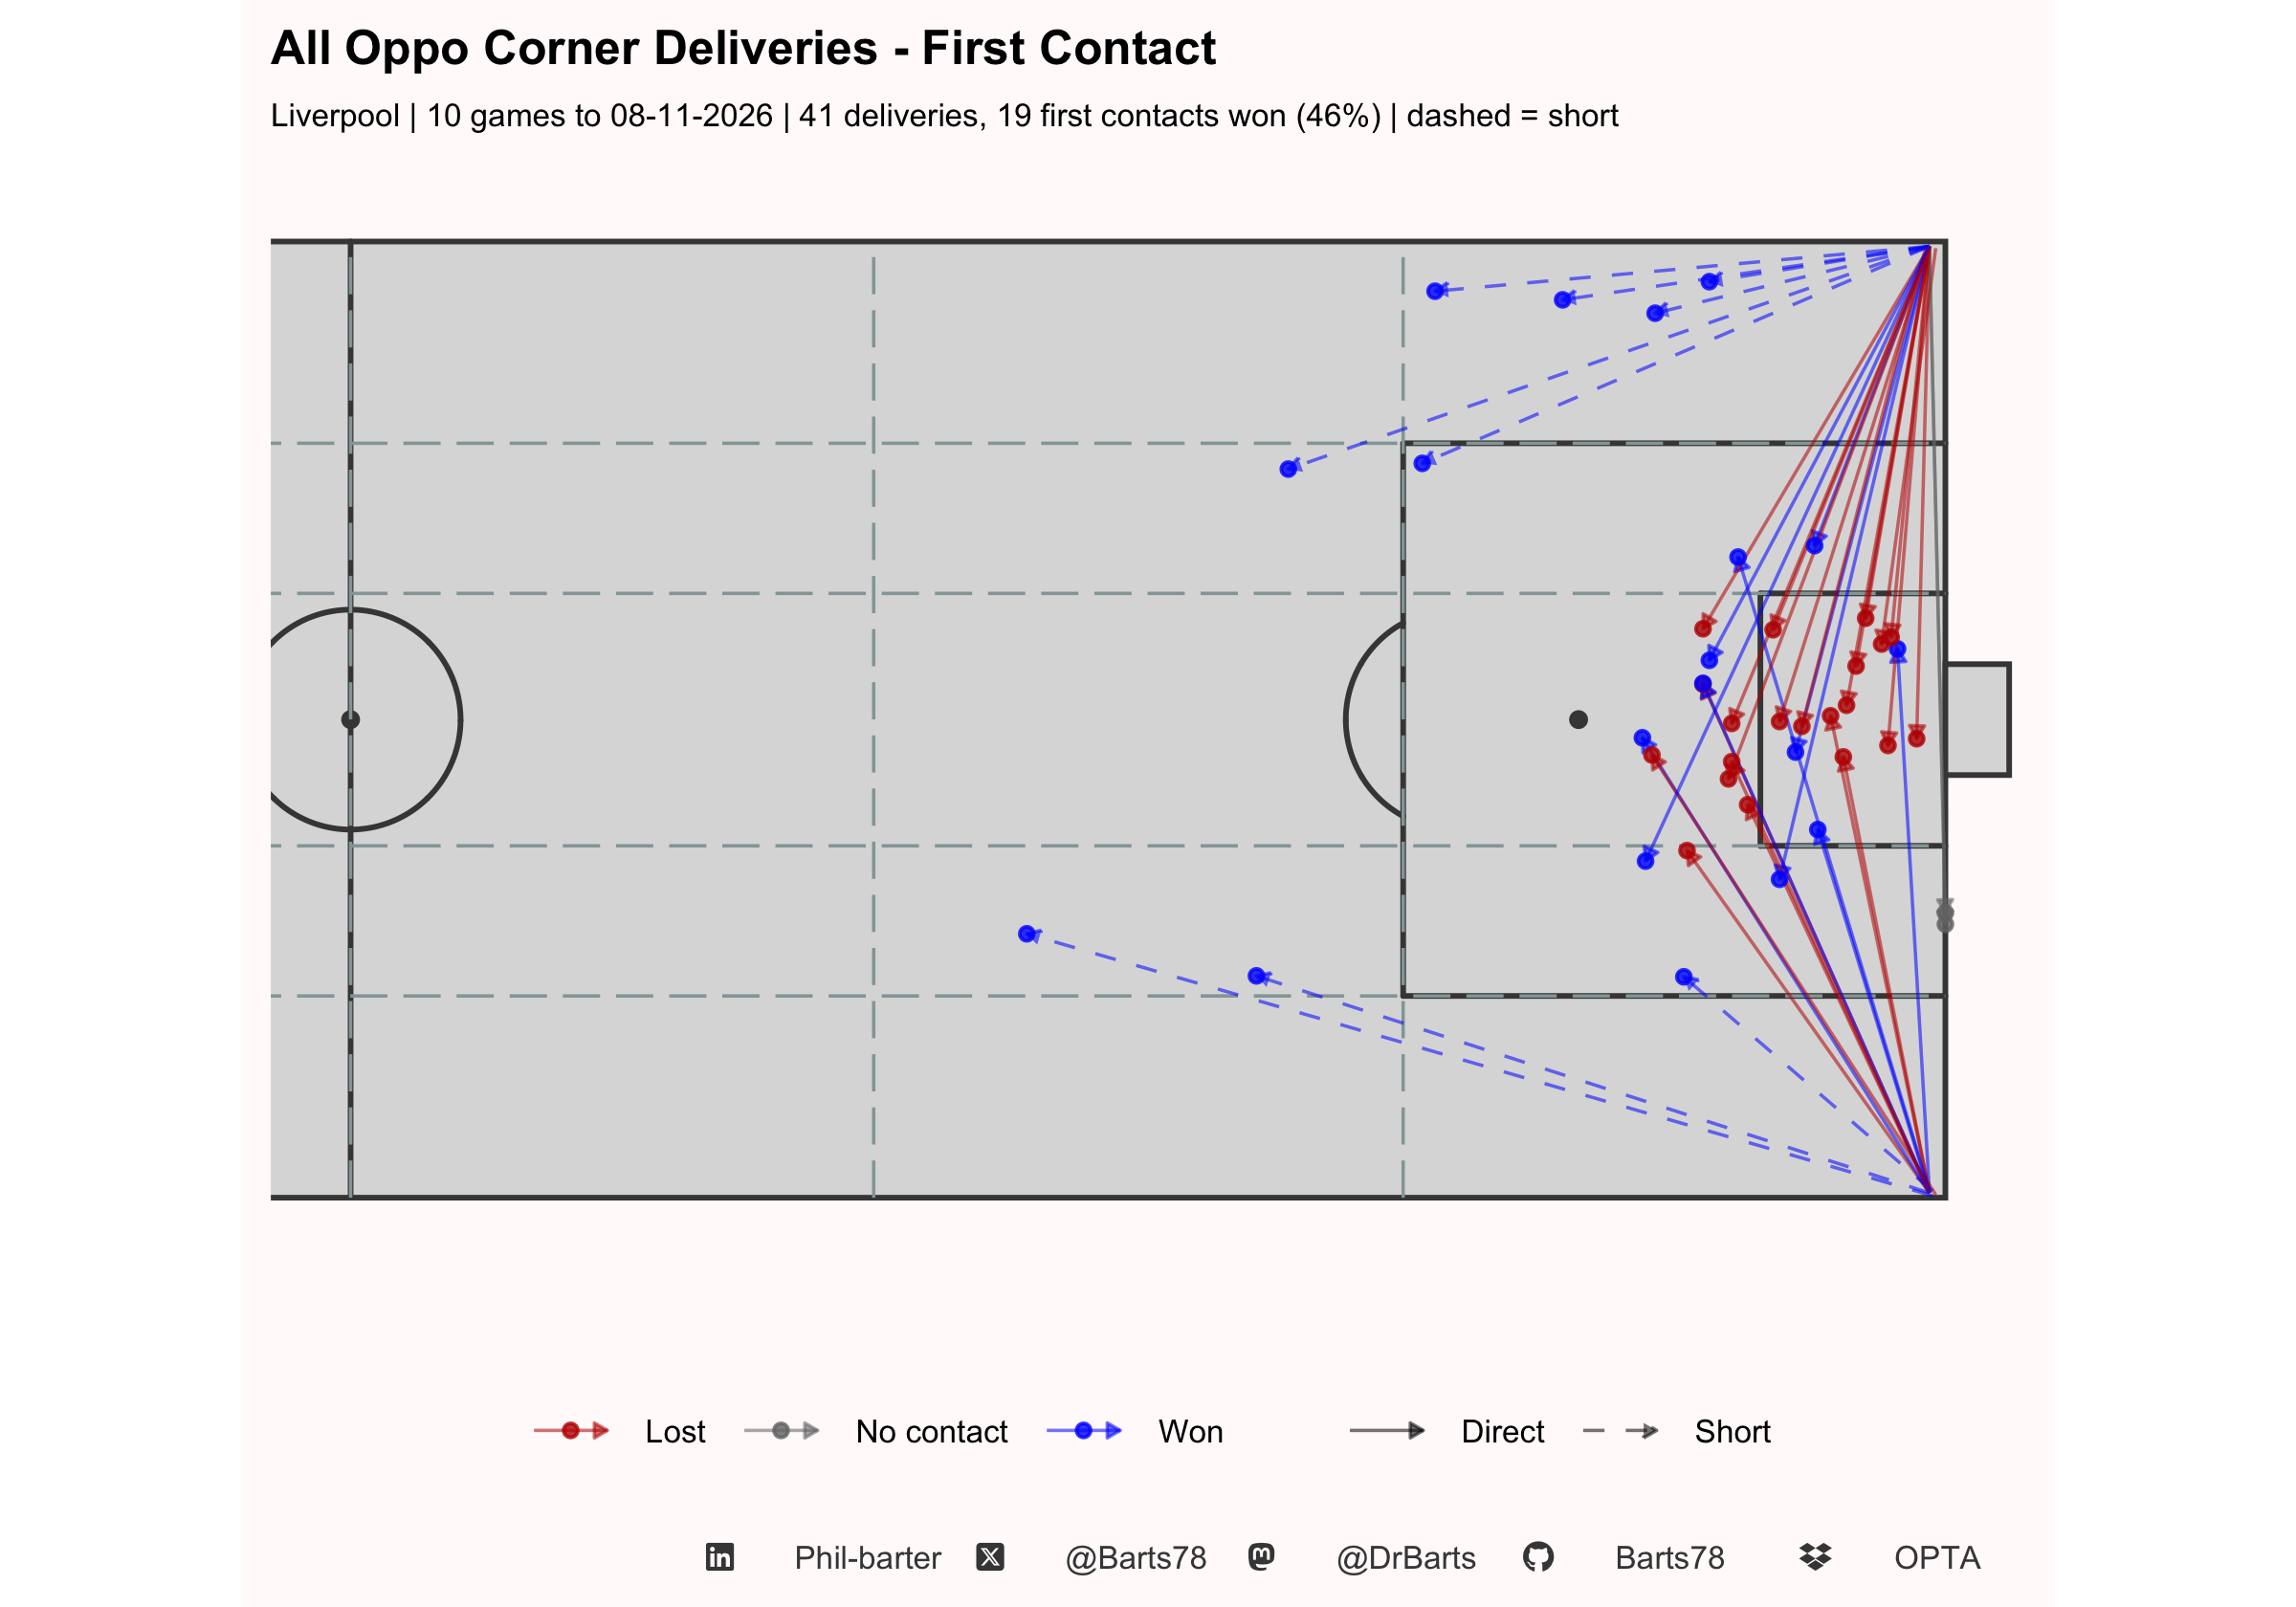 All Oppo Corner Deliveries - First Contact
Liverpool | 10 games to 08-11-2026 | 41 deliveries, 19 first contacts won (46%) | dashed = short
Lost No contact Won Direct Short
Phil-barter @Barts78 @DrBarts Barts78 OPTA